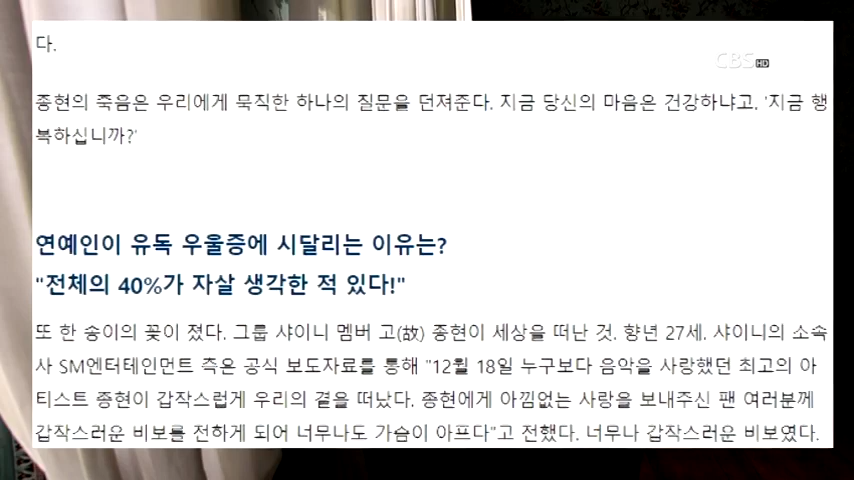 다.
CBS HD
종현의 죽음은 우리에게 묵직한 하나의 질문을 던져준다. 지금 당신의 마음은 건강하냐고, '지금 행
복하십니까?'
연예인이 유독 우울증에 시달리는 이유는?
"전체의 40%가 자살 생각한 적 있다!"
또 한 송이의 꽃이 졌다. 그룹 샤이니 멤버 고(故) 종현이 세상을 떠난 것. 향년 27세. 샤이니의 소속
사 SM엔터테인먼트 측은 공식 보도자료를 통해 "12월 18일 누구보다 음악을 사랑했던 최고의 아
티스트 종현이 갑작스럽게 우리의 곁을 떠났다. 종현에게 아낌없는 사랑을 보내주신 팬 여러분께
갑작스러운 비보를 전하게 되어 너무나도 가슴이 아프다"고 전했다. 너무나 갑작스러운 비보였다.